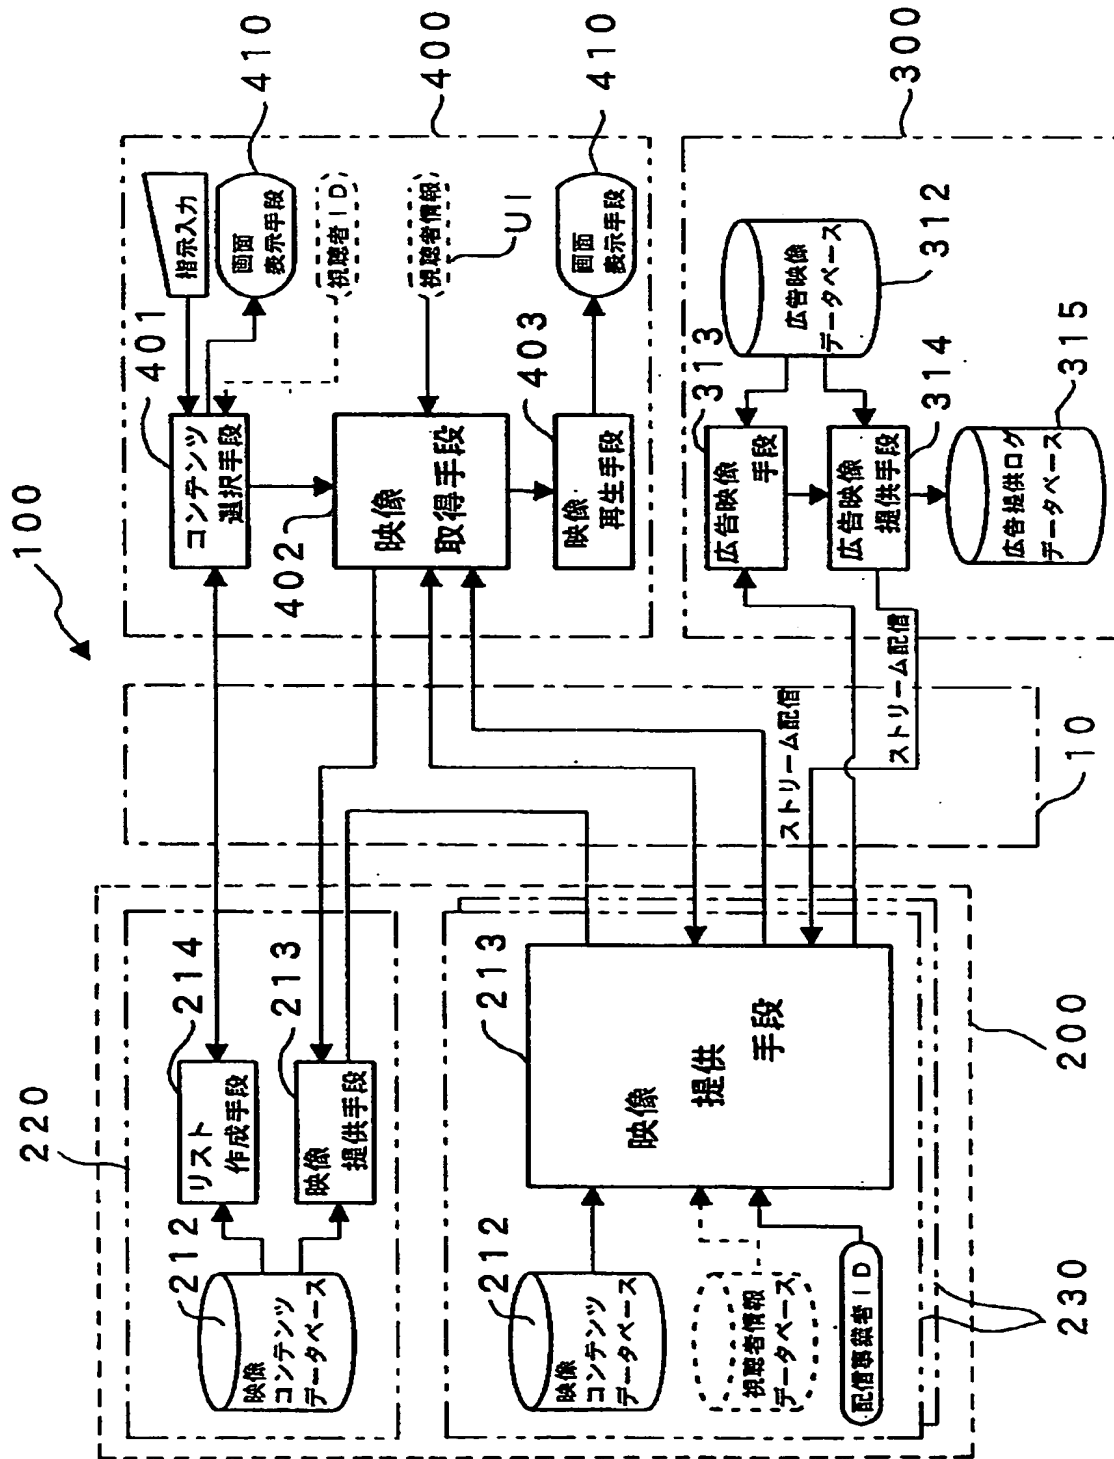 100
220
214
リスト
作成手段
213
映像
提供手段
212
映像
コンテンツ
データベース
213
映像
提供
手段
212
映像
コンテンツ
データベース
視聴者情報
データベース
配信事業者ID
230
200
10
ストリーム配信
ストリーム配信
401
コンテンツ
選択手段
指示入力
画面
表示手段
410
視聴者ID
402
映像
取得手段
視聴者情報
UI
400
403
映像
再生手段
画面
表示手段
410
300
313
広告映像
手段
広告映像
データベース
312
314
広告映像
提供手段
315
広告提供ログ
データベース